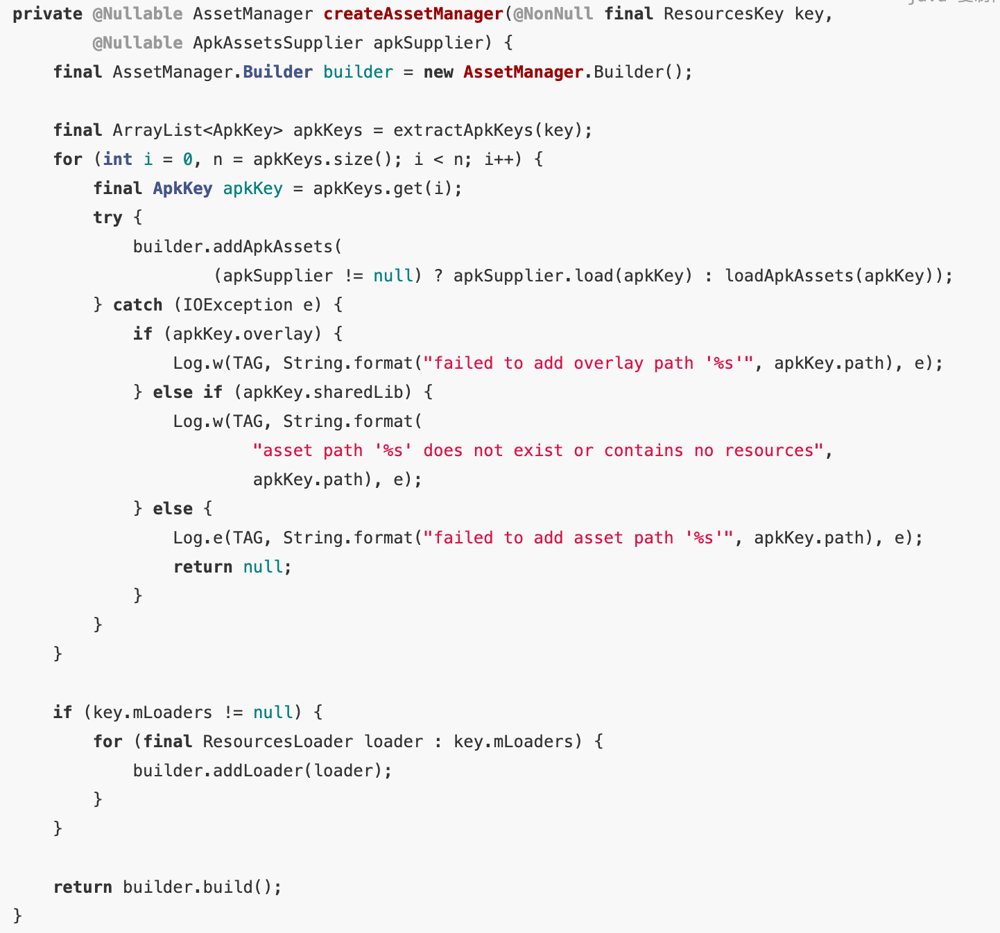 private @Nullable AssetManager createAssetManager(@NonNull final ResourcesKey key,
        @Nullable ApkAssetsSupplier apkSupplier) {
    final AssetManager.Builder builder = new AssetManager.Builder();

    final ArrayList<ApkKey> apkKeys = extractApkKeys(key);
    for (int i = 0, n = apkKeys.size(); i < n; i++) {
        final ApkKey apkKey = apkKeys.get(i);
        try {
            builder.addApkAssets(
                    (apkSupplier != null) ? apkSupplier.load(apkKey) : loadApkAssets(apkKey));
        } catch (IOException e) {
            if (apkKey.overlay) {
                Log.w(TAG, String.format("failed to add overlay path '%s'", apkKey.path), e);
            } else if (apkKey.sharedLib) {
                Log.w(TAG, String.format(
                        "asset path '%s' does not exist or contains no resources",
                        apkKey.path), e);
            } else {
                Log.e(TAG, String.format("failed to add asset path '%s'", apkKey.path), e);
                return null;
            }
        }
    }

    if (key.mLoaders != null) {
        for (final ResourcesLoader loader : key.mLoaders) {
            builder.addLoader(loader);
        }
    }

    return builder.build();
}